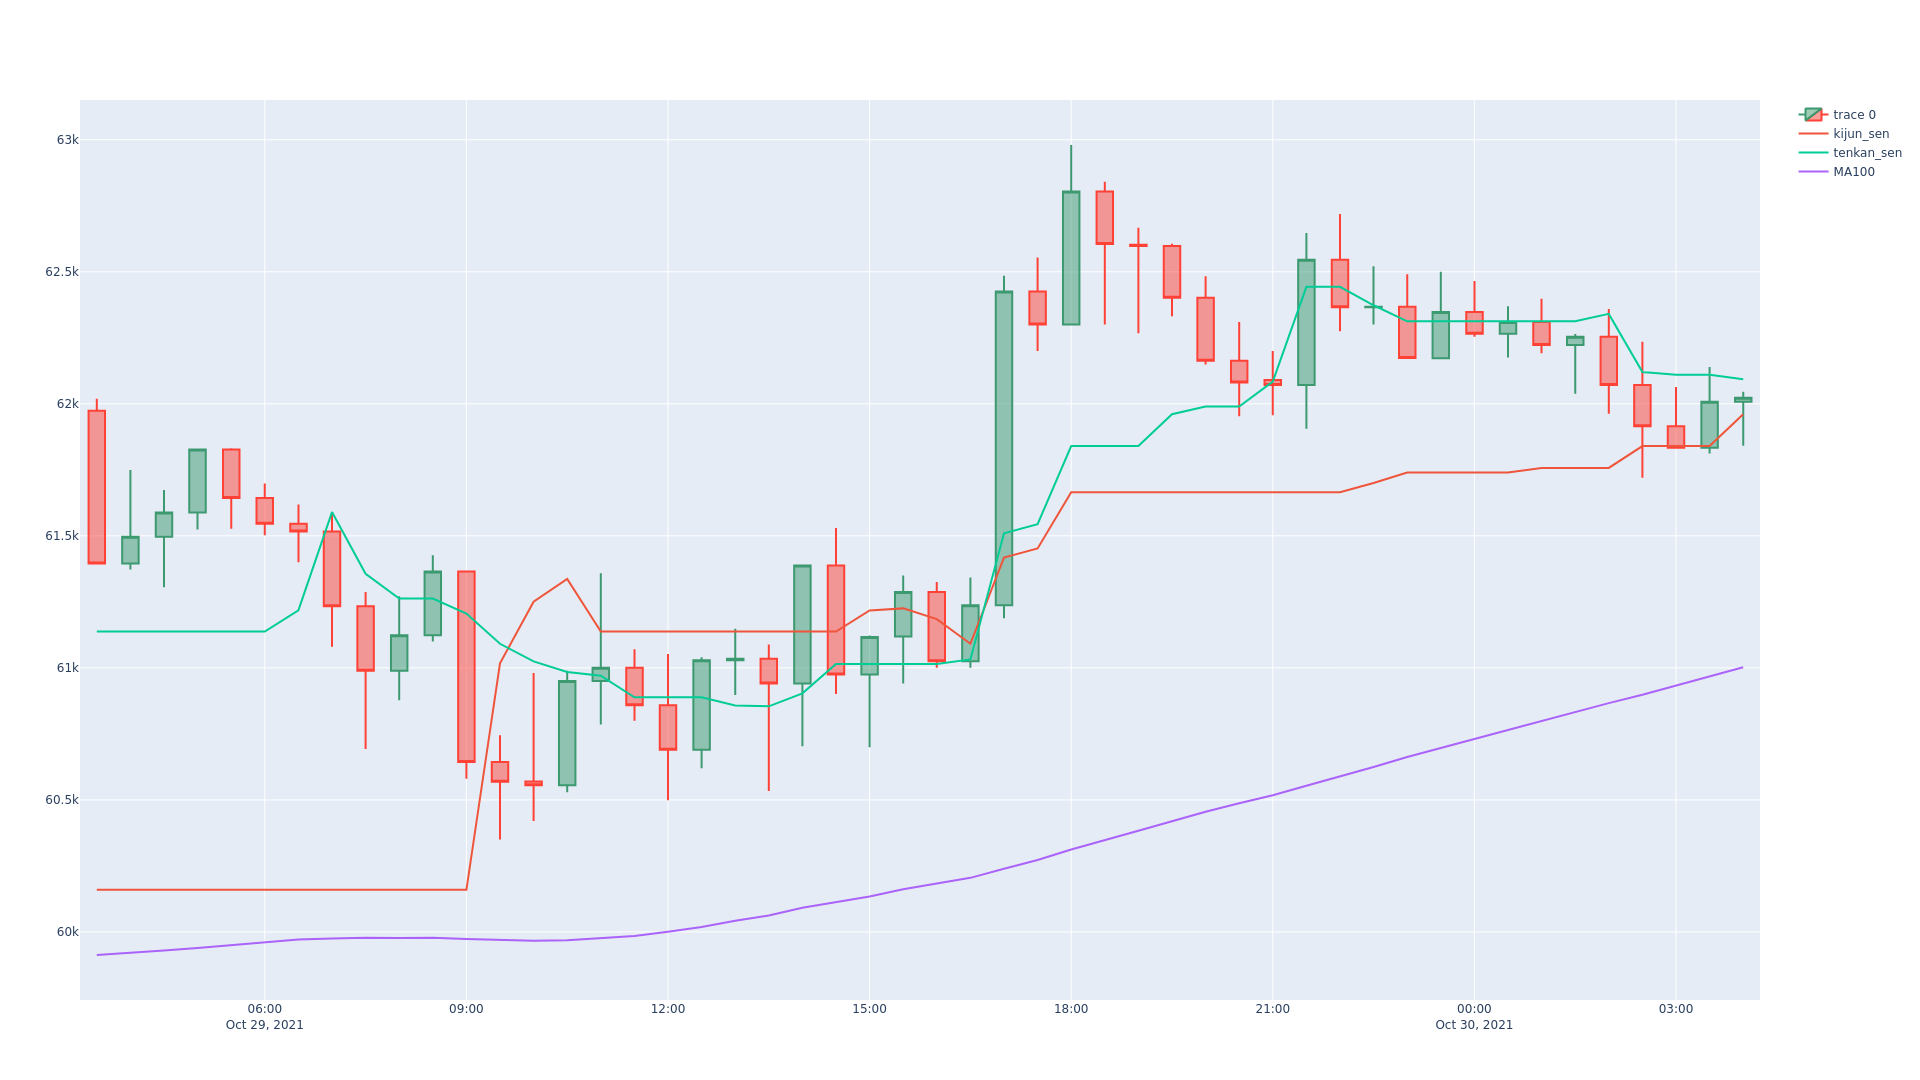 63k
62.5k
62k
61.5k
61k
60.5k
60k
06:00
Oct 29, 2021
09:00
12:00
15:00
18:00
21:00
00:00
Oct 30, 2021
03:00
trace 0
kijun_sen
tenkan_sen
MA100